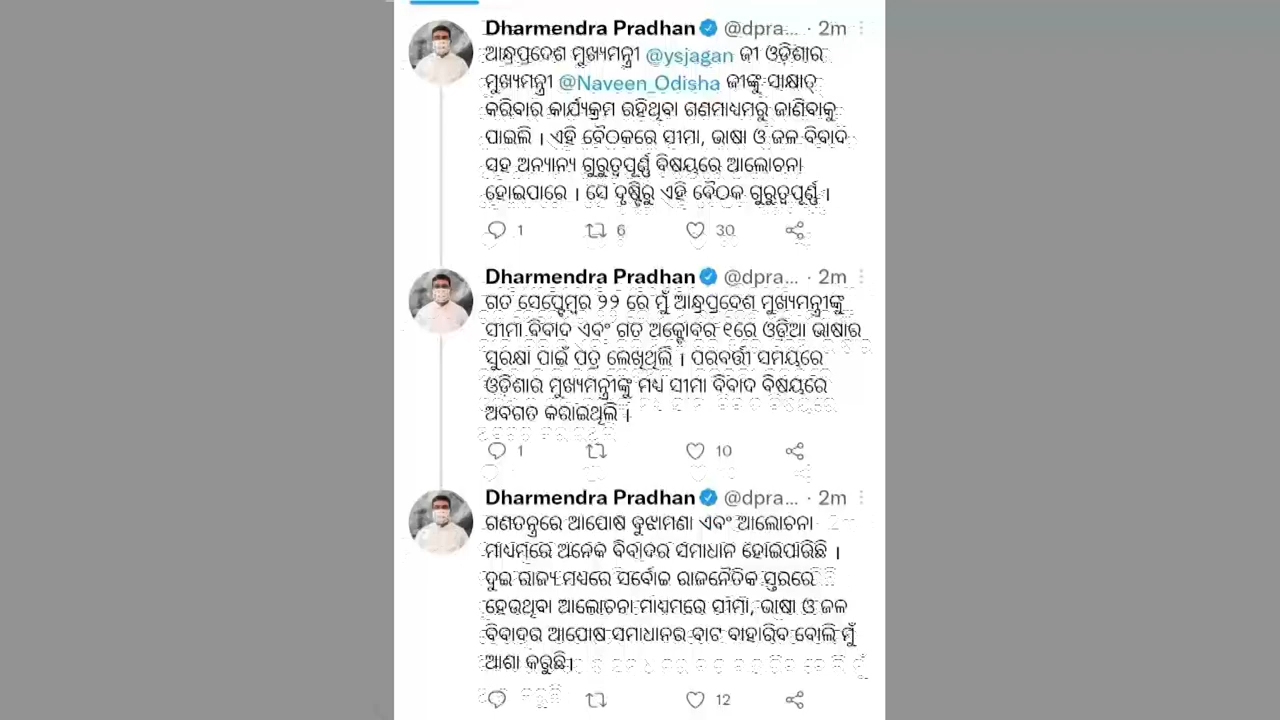 Dharmendra Pradhan @dpra... · 2m
ଆନ୍ଧ୍ରପ୍ରଦେଶ ମୁଖ୍ୟମନ୍ତ୍ରୀ @ysjagan ଜୀ ଓଡ଼ିଶାର
ମୁଖ୍ୟମନ୍ତ୍ରୀ @Naveen_Odisha ଜୀଙ୍କୁ ସାକ୍ଷାତ୍
କରିବାର କାର୍ଯ୍ୟକ୍ରମ ରହିଥିବା ଗଣମାଧ୍ୟମରୁ ଜାଣିବାକୁ
ପାଇଲି । ଏହି ବୈଠକରେ ସୀମା, ଭାଷା ଓ ଜଳ ବିବାଦ
ସହ ଅନ୍ୟାନ୍ୟ ଗୁରୁତ୍ୱପୂର୍ଣ୍ଣ ବିଷୟରେ ଆଲୋଚନା
ହୋଇପାରେ । ସେ ଦୃଷ୍ଟିରୁ ଏହି ବୈଠକ ଗୁରୁତ୍ୱପୂର୍ଣ୍ଣ ।
1 6 30
Dharmendra Pradhan @dpra... · 2m
ଗତ ସେପ୍ଟେମ୍ବର ୨୨ ରେ ମୁଁ ଆନ୍ଧ୍ରପ୍ରଦେଶ ମୁଖ୍ୟମନ୍ତ୍ରୀଙ୍କୁ
ସୀମା ବିବାଦ ଏବଂ ଗତ ଅକ୍ଟୋବର ୧ରେ ଓଡ଼ିଆ ଭାଷାର
ସୁରକ୍ଷା ପାଇଁ ପତ୍ର ଲେଖିଥିଲି । ପରବର୍ତ୍ତୀ ସମୟରେ
ଓଡ଼ିଶାର ମୁଖ୍ୟମନ୍ତ୍ରୀଙ୍କୁ ମଧ୍ୟ ସୀମା ବିବାଦ ବିଷୟରେ
ଅବଗତ କରାଇଥିଲି ।
1 10
Dharmendra Pradhan @dpra... · 2m
ଗଣତନ୍ତ୍ରରେ ଆପୋଷ ବୁଝାମଣା ଏବଂ ଆଲୋଚନା
ମାଧ୍ୟମରେ ଅନେକ ବିବାଦର ସମାଧାନ ହୋଇପାରିଛି ।
ଦୁଇ ରାଜ୍ୟ ମଧ୍ୟରେ ସର୍ବୋଚ୍ଚ ରାଜନୈତିକ ସ୍ତରରେ
ହେଉଥିବା ଆଲୋଚନା ମାଧ୍ୟମରେ ସୀମା, ଭାଷା ଓ ଜଳ
ବିବାଦର ଆପୋଷ ସମାଧାନର ବାଟ ବାହାରିବ ବୋଲି ମୁଁ
ଆଶା କରୁଛି।
12